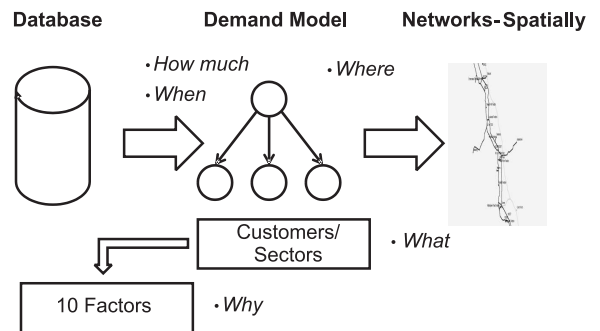 Database
Demand Model
Networks-Spatially
• How much
• When
• Where
Customers/
Sectors
• What
10 Factors
• Why